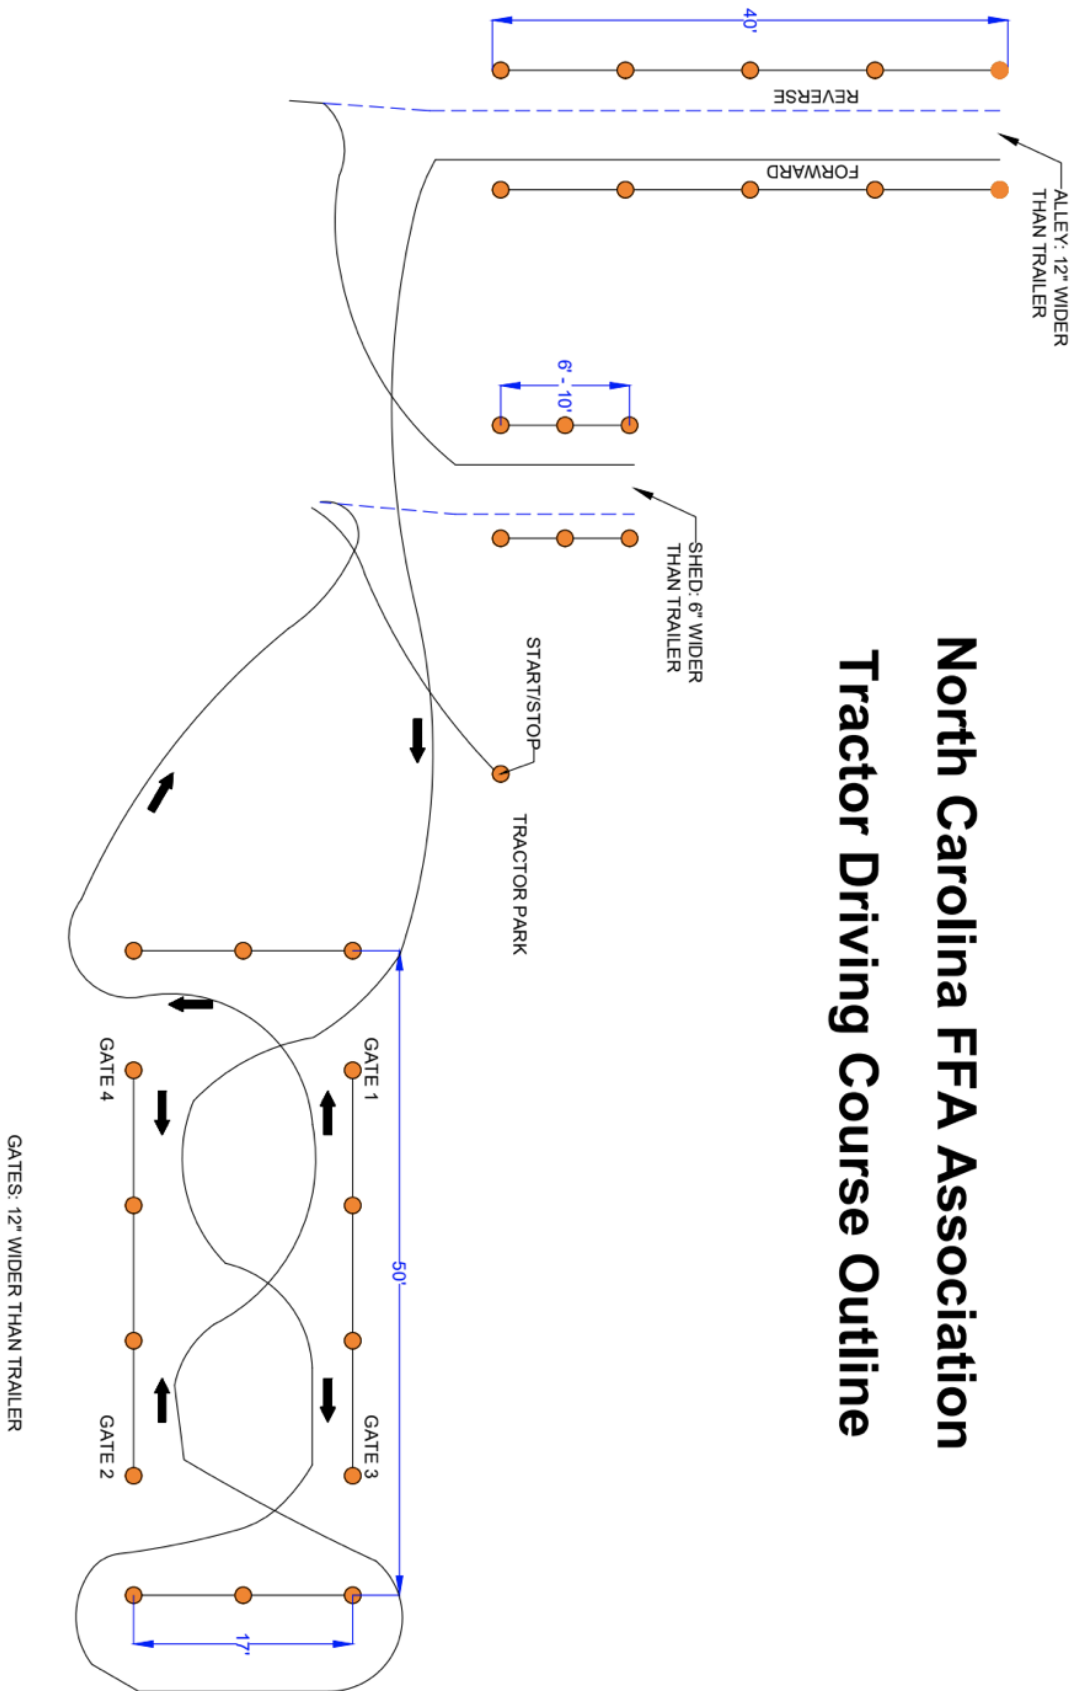 North Carolina FFA Association
Tractor Driving Course Outline
40'
REVERSE
FORWARD
ALLEY: 12" WIDER
THAN TRAILER
6' - 10'
SHED: 6" WIDER
THAN TRAILER
START/STOP
TRACTOR PARK
50'
GATE 1
GATE 3
GATE 4
GATE 2
17'
GATES: 12" WIDER THAN TRAILER